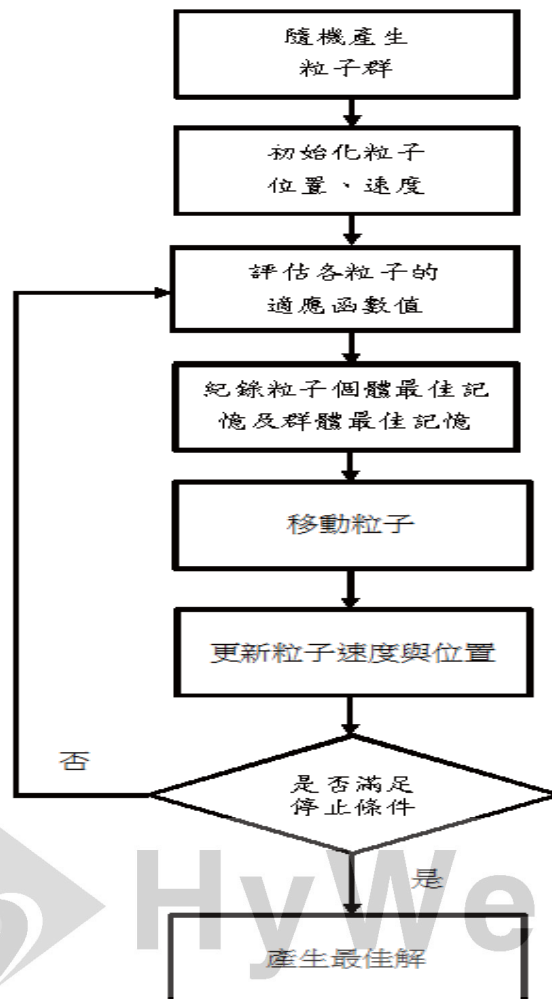 隨機產生
粒子群
初始化粒子
位置、速度
評估各粒子的
適應函數值
紀錄粒子個體最佳記
憶及群體最佳記憶
移動粒子
更新粒子速度與位置
否
是否滿足
停止條件
是
HyWe
產生最佳解